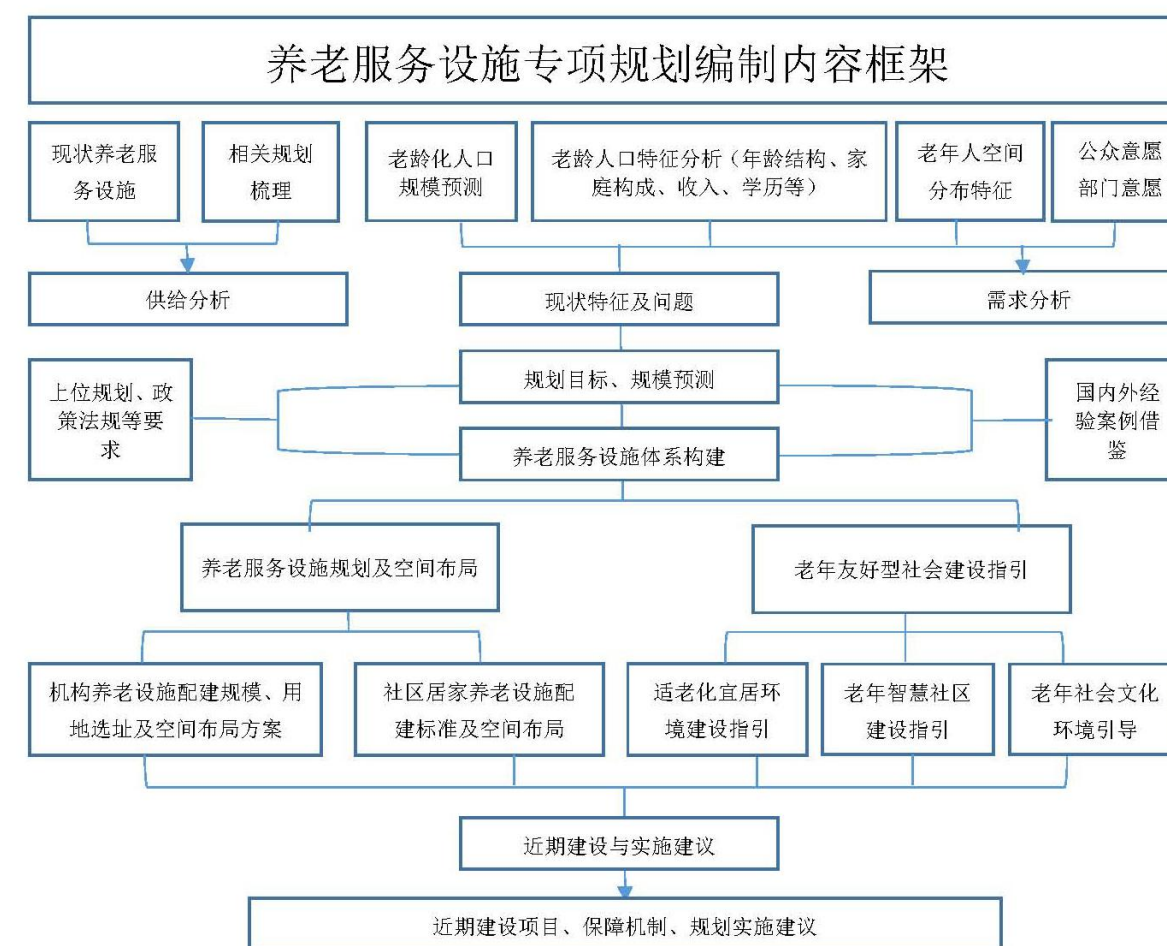 养老服务设施专项规划编制内容框架
现状养老服
务设施
相关规划
梳理
老龄化人口
规模预测
老龄人口特征分析（年龄结构、家
庭构成、收入、学历等）
老年人空间
分布特征
公众意愿
部门意愿
供给分析
现状特征及问题
需求分析
上位规划、政
策法规等要
求
规划目标、规模预测
养老服务设施体系构建
国内外经
验案例借
鉴
养老服务设施规划及空间布局
老年友好型社会建设指引
机构养老设施配建规模、用
地选址及空间布局方案
社区居家养老设施配
建标准及空间布局
适老化宜居环
境建设指引
老年智慧社区
建设指引
老年社会文化
环境引导
近期建设与实施建议
近期建设项目、保障机制、规划实施建议